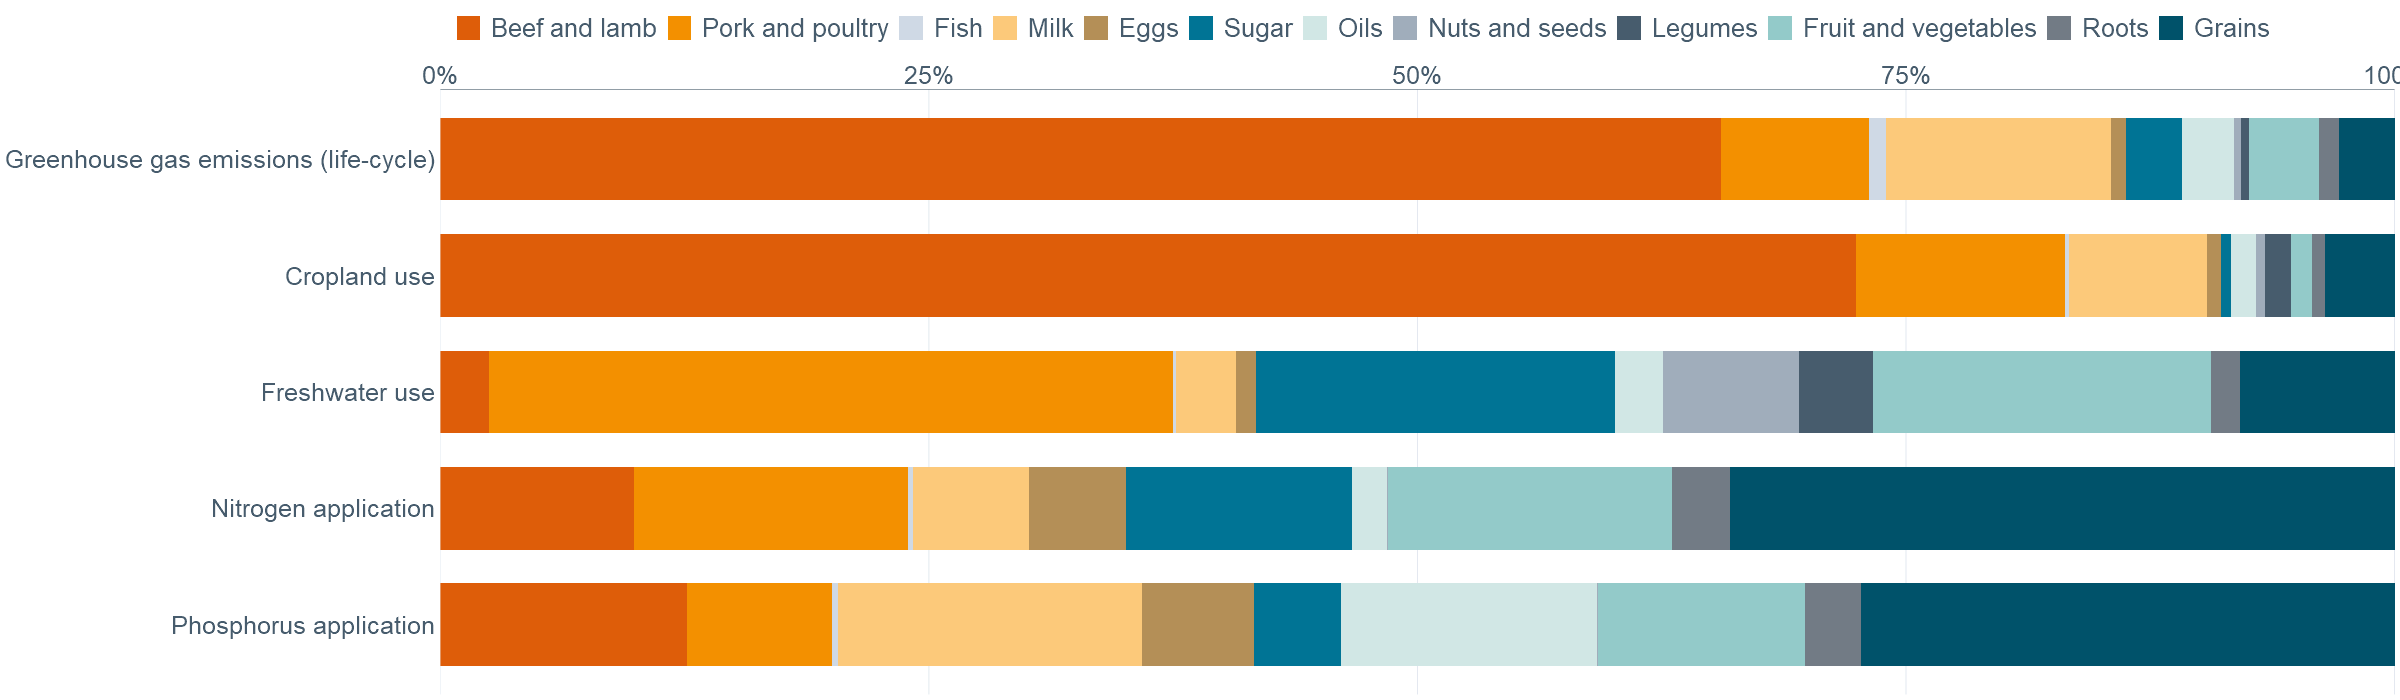 Beef and lamb Pork and poultry Fish Milk Eggs Sugar Oils Nuts and seeds Legumes Fruit and vegetables Roots Grains
0% 25% 50% 75% 100
Greenhouse gas emissions (life-cycle)
Cropland use
Freshwater use
Nitrogen application
Phosphorus application